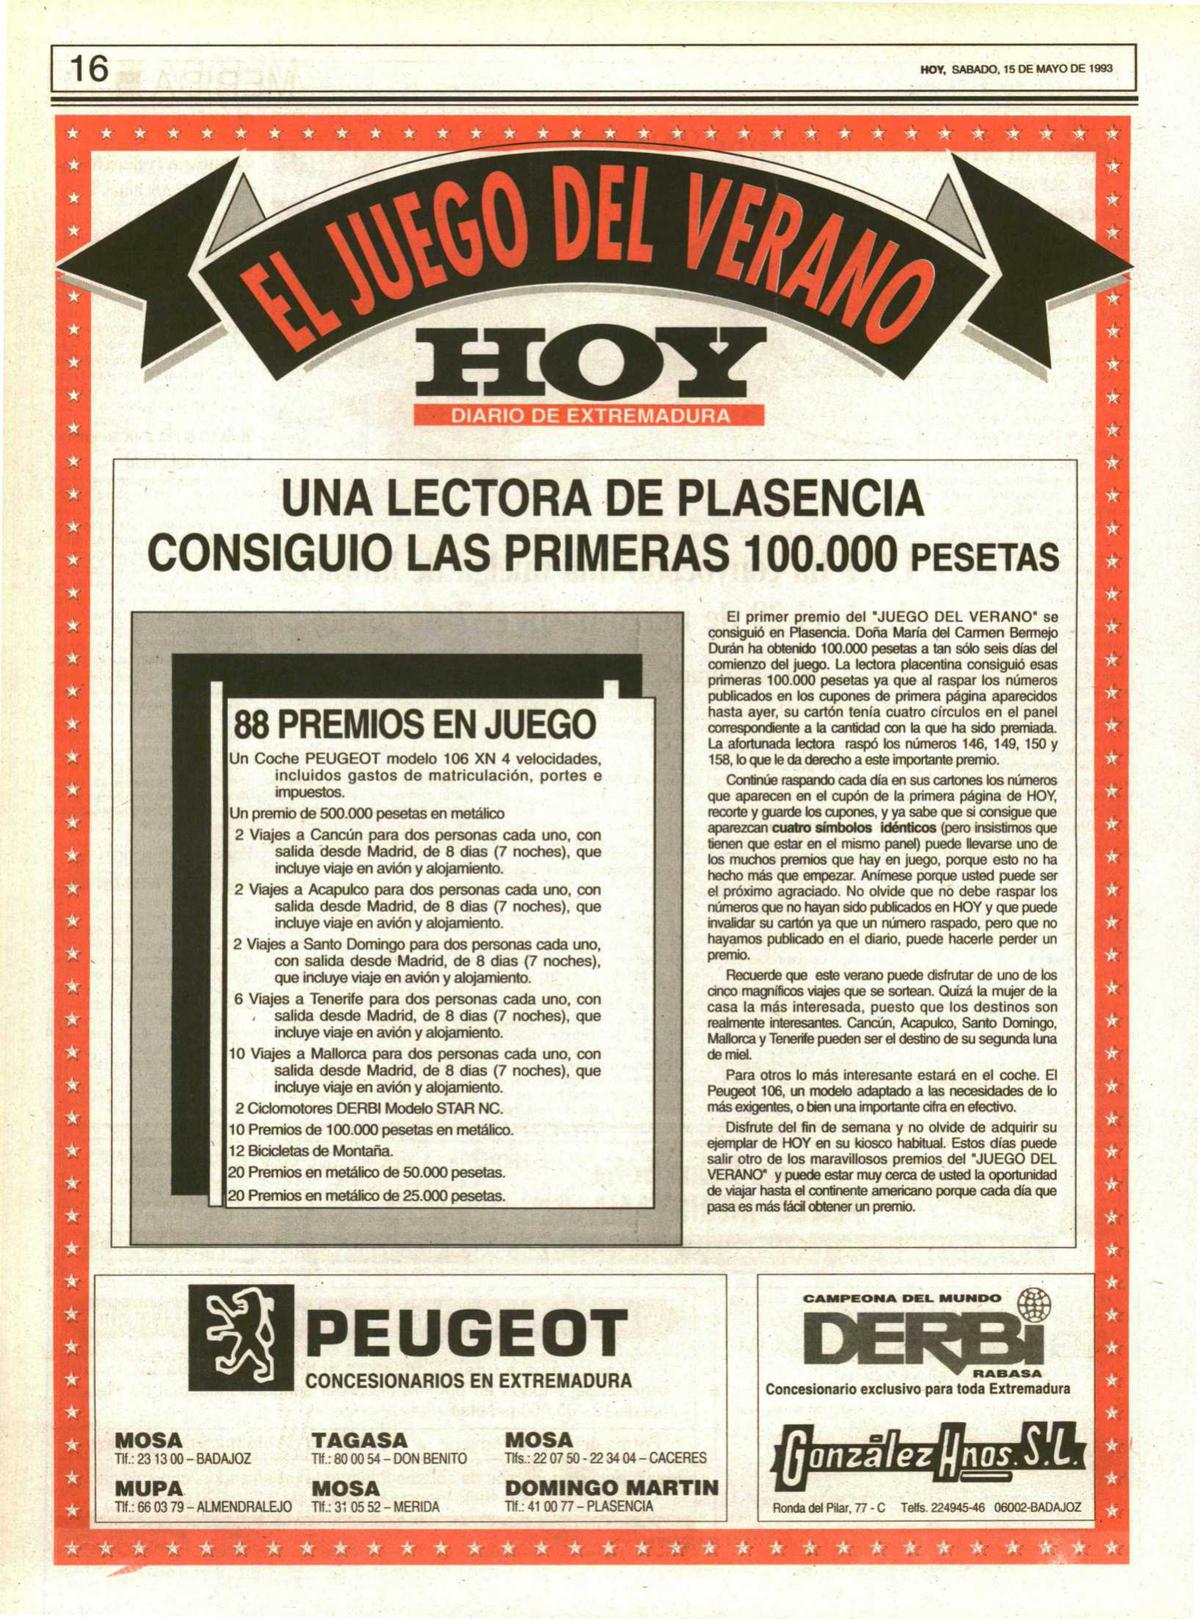 16
HOY, SABADO, 15 DE MAYO DE 1993
EL JUEGO DEL VERANO
HOY
DIARIO DE EXTREMADURA
UNA LECTORA DE PLASENCIA
CONSIGUIO LAS PRIMERAS 100.000 PESETAS
88 PREMIOS EN JUEGO
Un Coche PEUGEOT modelo 106 XN 4 velocidades,
incluidos gastos de matriculación, portes e
impuestos.
Un premio de 500.000 pesetas en metálico
2 Viajes a Cancún para dos personas cada uno, con
salida desde Madrid, de 8 dias (7 noches), que
incluye viaje en avión y alojamiento.
2 Viajes a Acapulco para dos personas cada uno, con
salida desde Madrid, de 8 dias (7 noches), que
incluye viaje en avión y alojamiento.
2 Viajes a Santo Domingo para dos personas cada uno,
con salida desde Madrid, de 8 dias (7 noches),
que incluye viaje en avión y alojamiento.
6 Viajes a Tenerife para dos personas cada uno, con
salida desde Madrid, de 8 dias (7 noches), que
incluye viaje en avión y alojamiento.
10 Viajes a Mallorca para dos personas cada uno, con
salida desde Madrid, de 8 dias (7 noches), que
incluye viaje en avión y alojamiento.
2 Ciclomotores DERBI Modelo STAR NC.
10 Premios de 100.000 pesetas en metálico.
12 Bicicletas de Montaña.
20 Premios en metálico de 50.000 pesetas.
20 Premios en metálico de 25.000 pesetas.
El primer premio del "JUEGO DEL VERANO" se
consiguió en Plasencia. Doña María del Carmen Bermejo
Durán ha obtenido 100.000 pesetas a tan sólo seis días del
comienzo del juego. La lectora placentina consiguió esas
primeras 100.000 pesetas ya que al raspar los números
publicados en los cupones de primera página aparecidos
hasta ayer, su cartón tenía cuatro círculos en el panel
correspondiente a la cantidad con la que ha sido premiada.
La afortunada lectora raspó los números 146, 149, 150 y
158, lo que le da derecho a este importante premio.
Continúe raspando cada día en sus cartones los números
que aparecen en el cupón de la primera página de HOY,
recorte y guarde los cupones, y ya sabe que si consigue que
aparezcan cuatro símbolos idénticos (pero insistimos que
tienen que estar en el mismo panel) puede llevarse uno de
los muchos premios que hay en juego, porque esto no ha
hecho más que empezar. Anímese porque usted puede ser
el próximo agraciado. No olvide que no debe raspar los
números que no hayan sido publicados en HOY y que puede
invalidar su cartón ya que un número raspado, pero que no
hayamos publicado en el diario, puede hacerle perder un
premio.
Recuerde que este verano puede disfrutar de uno de los
cinco magníficos viajes que se sortean. Quizá la mujer de la
casa la más interesada, puesto que los destinos son
realmente interesantes. Cancún, Acapulco, Santo Domingo,
Mallorca y Tenerife pueden ser el destino de su segunda luna
de miel.
Para otros lo más interesante estará en el coche. El
Peugeot 106, un modelo adaptado a las necesidades de lo
más exigentes, o bien una importante cifra en efectivo.
Disfrute del fin de semana y no olvide de adquirir su
ejemplar de HOY en su kiosco habitual. Estos días puede
salir otro de los maravillosos premios del "JUEGO DEL
VERANO" y puede estar muy cerca de usted la oportunidad
de viajar hasta el continente americano porque cada día que
pasa es más fácil obtener un premio.
PEUGEOT
CONCESIONARIOS EN EXTREMADURA
MOSA
Tlf.: 23 13 00 – BADAJOZ
TAGASA
Tlf.: 80 00 54 – DON BENITO
MOSA
Tlfs.: 22 07 50 - 22 34 04 – CACERES
MUPA
Tlf.: 66 03 79 – ALMENDRALEJO
MOSA
Tlf.: 31 05 52 – MERIDA
DOMINGO MARTIN
Tlf.: 41 00 77 – PLASENCIA
CAMPEONA DEL MUNDO
DERBi
RABASA
Concesionario exclusivo para toda Extremadura
González Hnos. S.L.
Ronda del Pilar, 77 - C Telfs. 224945-46 06002-BADAJOZ